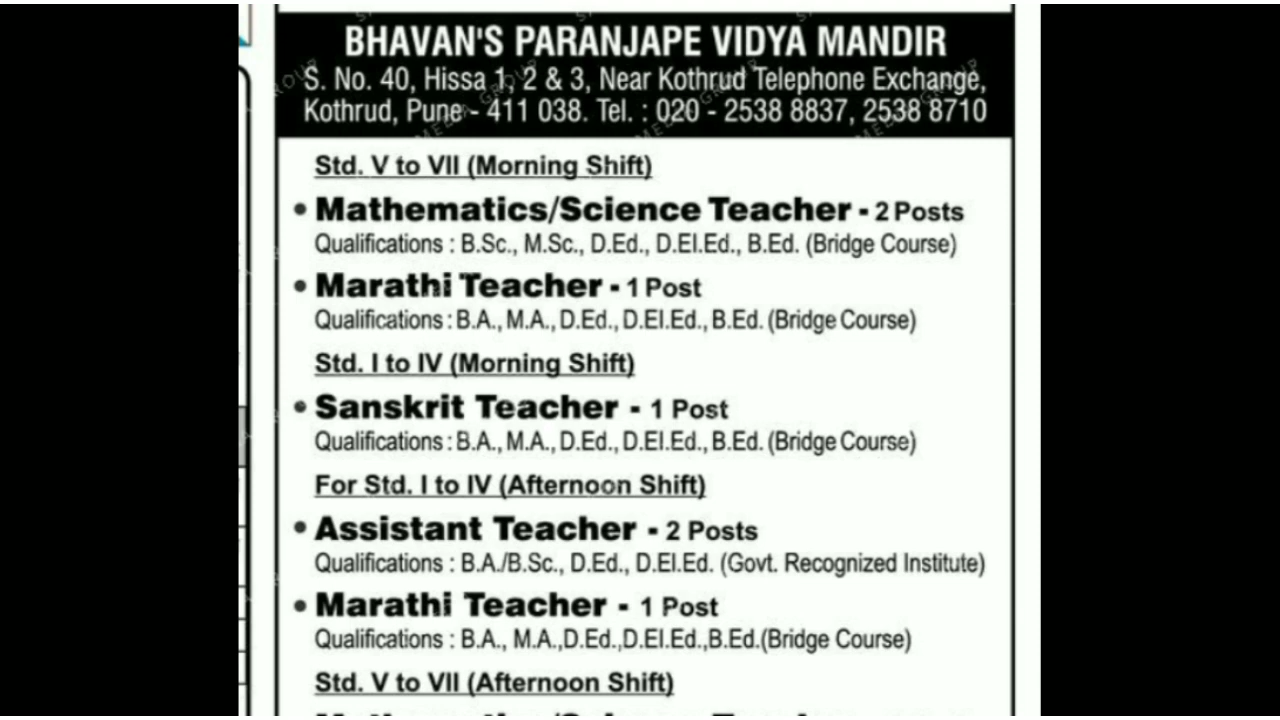 BHAVAN'S PARANJAPE VIDYA MANDIR
S. No. 40, Hissa 1, 2 & 3, Near Kothrud Telephone Exchange,
Kothrud, Pune - 411 038. Tel. : 020 - 2538 8837, 2538 8710
Std. V to VII (Morning Shift)
• Mathematics/Science Teacher - 2 Posts
Qualifications : B.Sc., M.Sc., D.Ed., D.El.Ed., B.Ed. (Bridge Course)
• Marathi Teacher - 1 Post
Qualifications : B.A., M.A., D.Ed., D.El.Ed., B.Ed. (Bridge Course)
Std. I to IV (Morning Shift)
• Sanskrit Teacher - 1 Post
Qualifications : B.A., M.A., D.Ed., D.El.Ed., B.Ed. (Bridge Course)
For Std. I to IV (Afternoon Shift)
• Assistant Teacher - 2 Posts
Qualifications : B.A./B.Sc., D.Ed., D.El.Ed. (Govt. Recognized Institute)
• Marathi Teacher - 1 Post
Qualifications : B.A., M.A.,D.Ed.,D.El.Ed.,B.Ed.(Bridge Course)
Std. V to VII (Afternoon Shift)